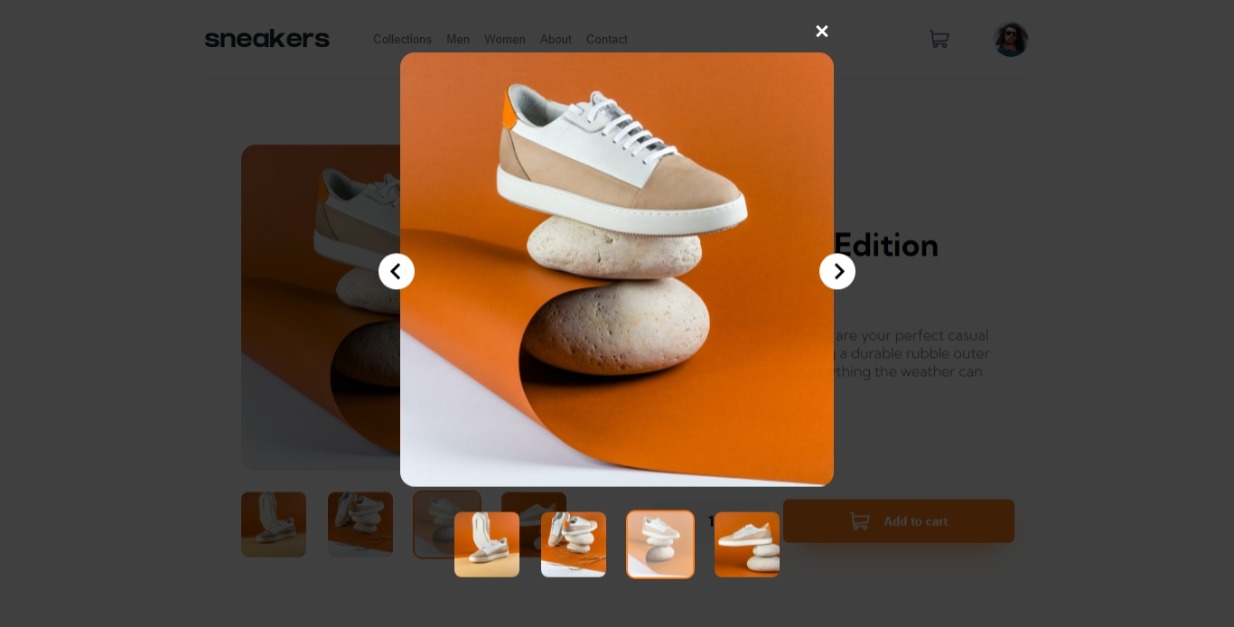 sneakers
Collections Men Women About Contact
Edition
are your perfect casual
a durable rubble outer
thing the weather can
1
Add to cart